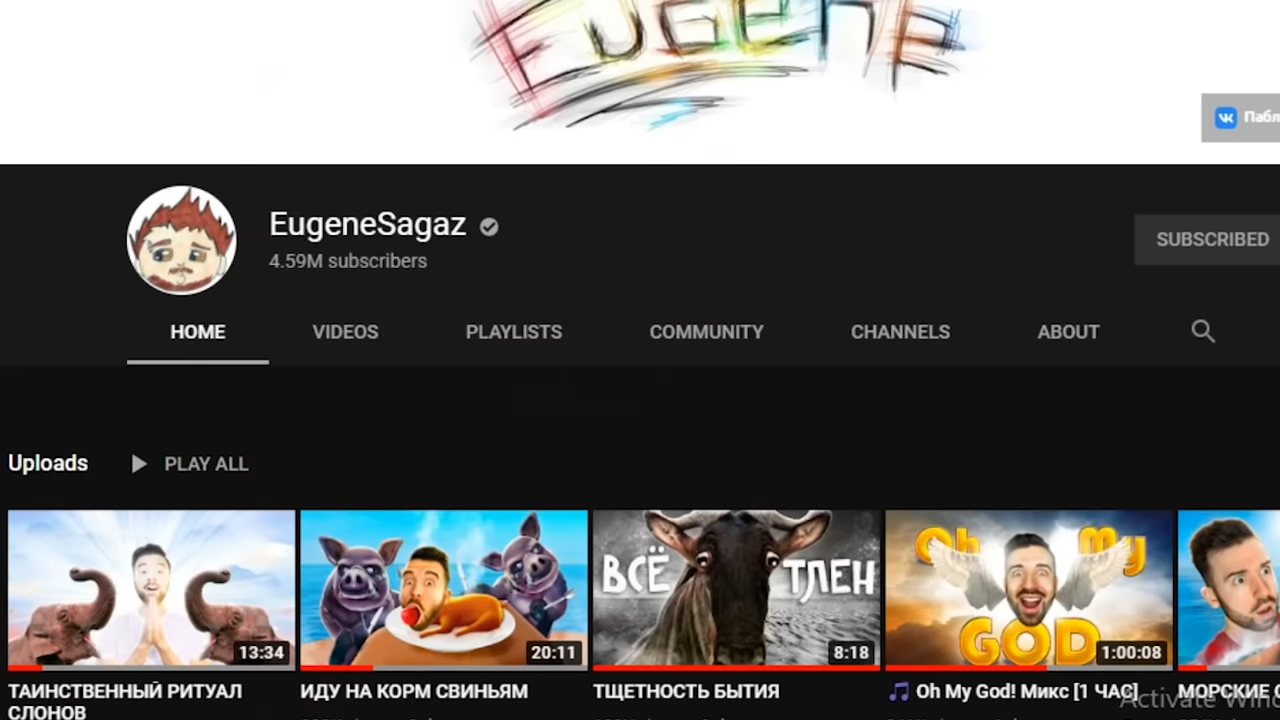 EUGENE
EugeneSagaz
4.59M subscribers
SUBSCRIBED
HOME VIDEOS PLAYLISTS COMMUNITY CHANNELS ABOUT
Uploads PLAY ALL
ВСЁ ТЛЕН
Oh My
GOD
13:34 20:11 8:18 1:00:08
ТАИНСТВЕННЫЙ РИТУАЛ
СЛОНОВ
ИДУ НА КОРМ СВИНЬЯМ
ТЩЕТНОСТЬ БЫТИЯ
Oh My God! Микс [1 ЧАС]
МОРСКИЕ
Activate